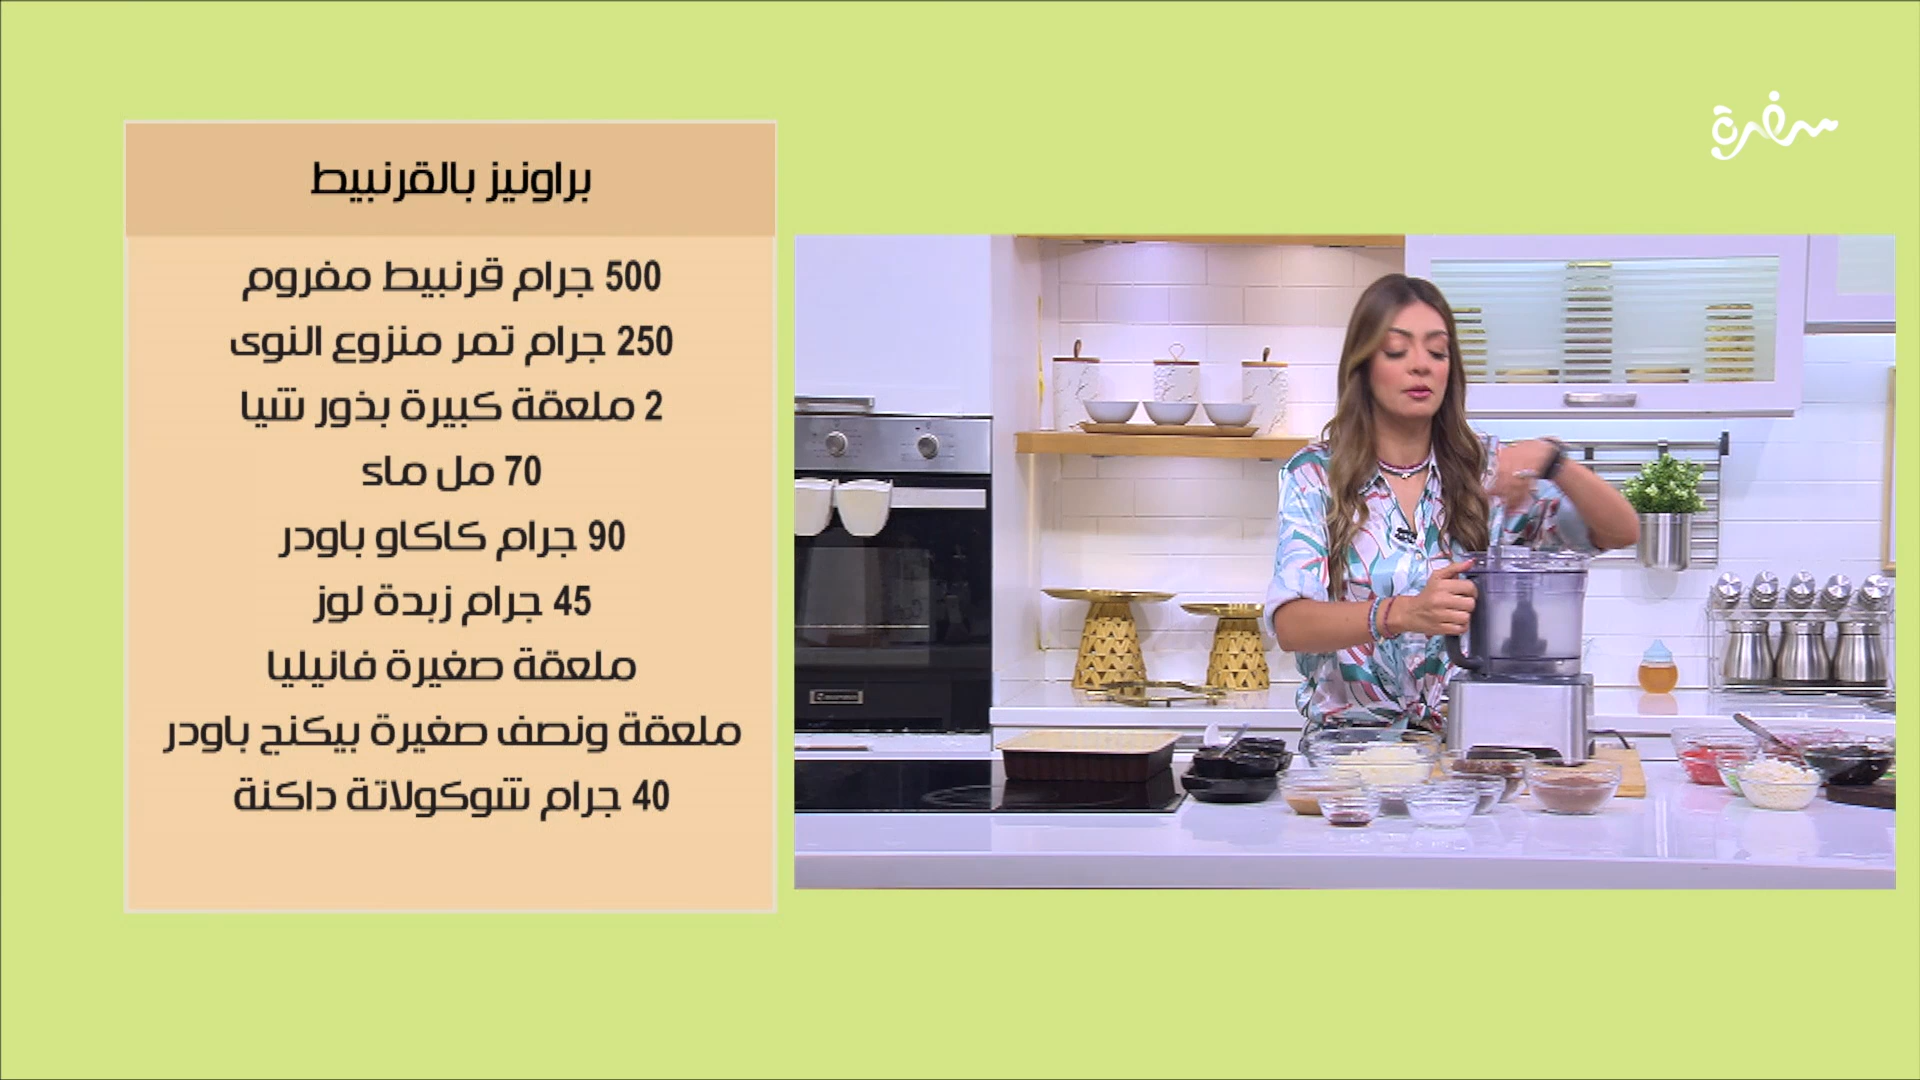 سفرة
براونيز بالقرنبيط
500 جرام قرنبيط مفروم
250 جرام تمر منزوع النوى
2 ملعقة كبيرة بذور شيا
70 مل ماء
90 جرام كاكاو باودر
45 جرام زبدة لوز
ملعقة صغيرة فانيليا
ملعقة ونصف صغيرة بيكنج باودر
40 جرام شوكولاتة داكنة